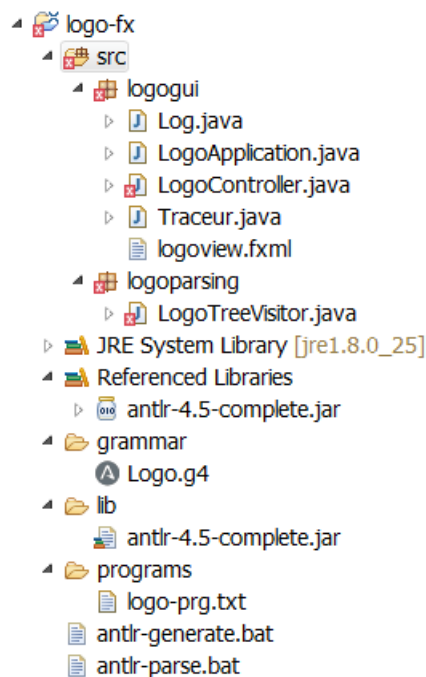 logo-fx
src
logogui
Log.java
LogoApplication.java
LogoController.java
Traceur.java
logoview.fxml
logoparsing
LogoTreeVisitor.java
JRE System Library [jre1.8.0_25]
Referenced Libraries
antlr-4.5-complete.jar
grammar
Logo.g4
lib
antlr-4.5-complete.jar
programs
logo-prg.txt
antlr-generate.bat
antlr-parse.bat